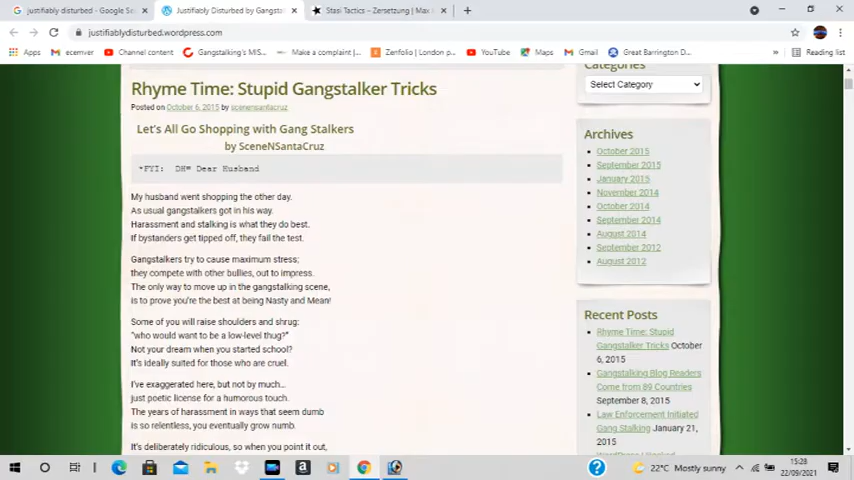 justifiably disturbed - Google Se
Justifiably Disturbed by Gangst
Stasi Tactics – Zersetzung | Max
justifiablydisturbed.wordpress.com
Apps
ecemver
Channel content
Gangstalking's MIS...
Make a complaint |...
Zenfolio | London p...
YouTube
Maps
Gmail
Great Barrington D...
Reading list
Rhyme Time: Stupid Gangstalker Tricks
Posted on October 6, 2015 by scenensantacruz
Let's All Go Shopping with Gang Stalkers
by SceneNSantaCruz
*FYI: DH= Dear Husband
My husband went shopping the other day.
As usual gangstalkers got in his way.
Harassment and stalking is what they do best.
If bystanders get tipped off, they fail the test.
Gangstalkers try to cause maximum stress;
they compete with other bullies, out to impress.
The only way to move up in the gangstalking scene,
is to prove you're the best at being Nasty and Mean!
Some of you will raise shoulders and shrug:
"who would want to be a low-level thug?"
Not your dream when you started school?
It's ideally suited for those who are cruel.
I've exaggerated here, but not by much...
just poetic license for a humorous touch.
The years of harassment in ways that seem dumb
is so relentless, you eventually grow numb.
It's deliberately ridiculous, so when you point it out,
Categories
Select Category
Archives
October 2015
September 2015
January 2015
November 2014
October 2014
September 2014
August 2014
September 2012
August 2012
Recent Posts
Rhyme Time: Stupid
Gangstalker Tricks October
6, 2015
Gangstalking Blog Readers
Come from 89 Countries
September 8, 2015
Law Enforcement Initiated
Gang Stalking January 21,
2015
22°C Mostly sunny
15:28
22/09/2021